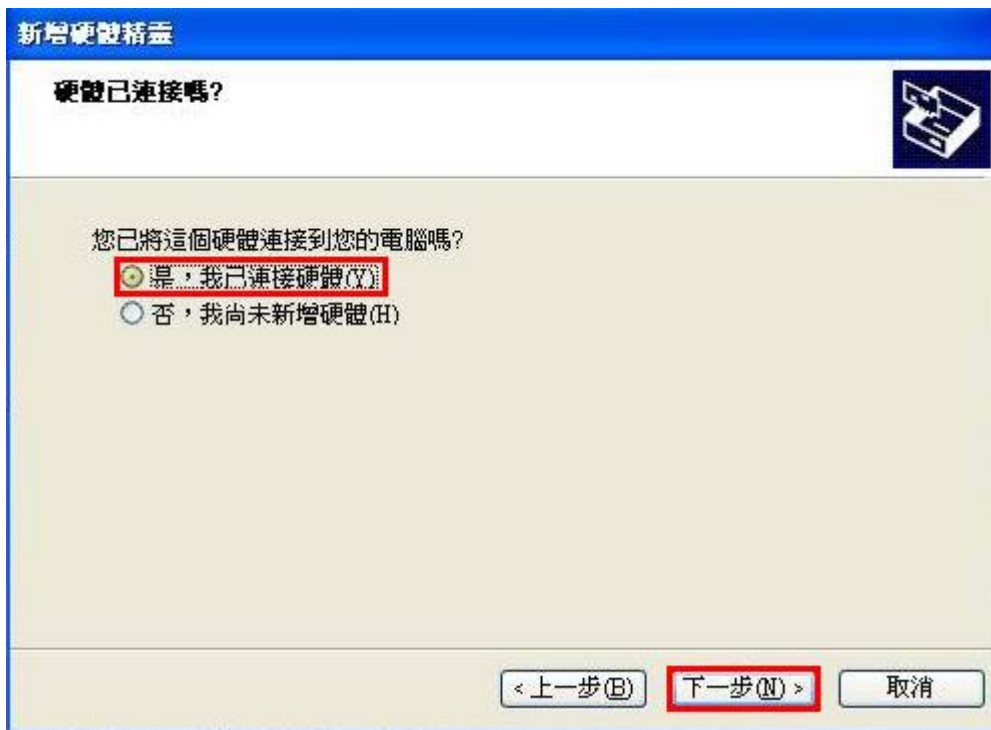 新增硬體精靈
硬體已連接嗎?
您已將這個硬體連接到您的電腦嗎?
是，我已連接硬體(Y)
否，我尚未新增硬體(H)
<上一步(B)
下一步(N)>
取消